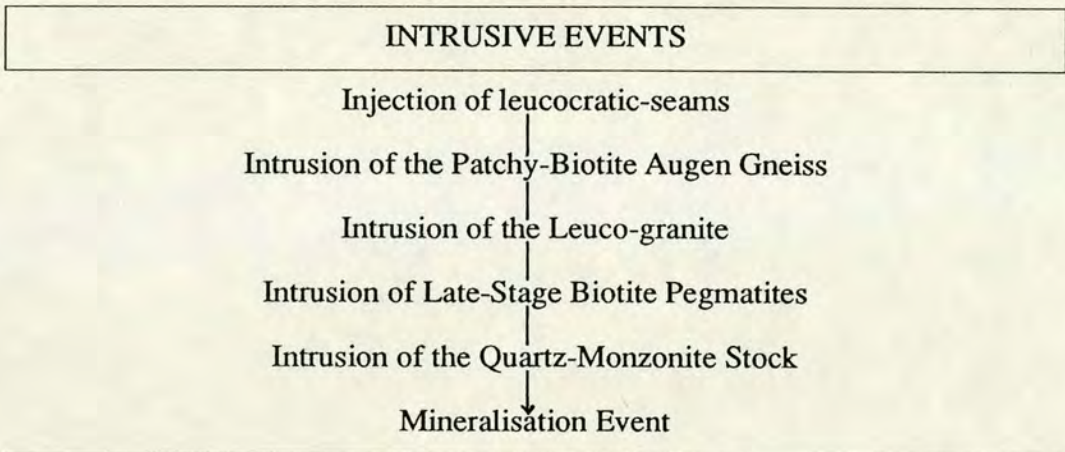 INTRUSIVE EVENTS
Injection of leucocratic-seams
Intrusion of the Patchy-Biotite Augen Gneiss
Intrusion of the Leuco-granite
Intrusion of Late-Stage Biotite Pegmatites
Intrusion of the Quartz-Monzonite Stock
Mineralisation Event